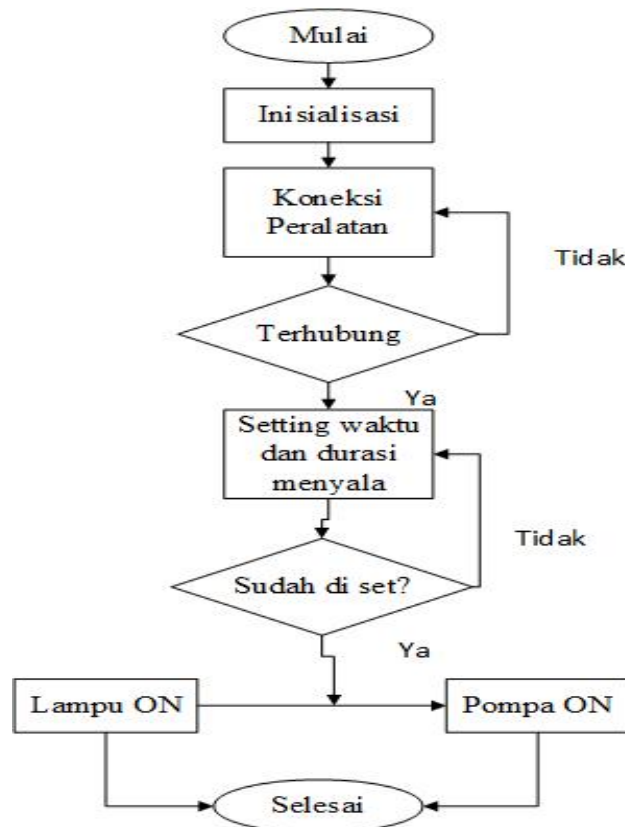 Mulai
Inisialisasi
Koneksi
Peralatan
Tidak
Terhubung
Ya
Setting waktu
dan durasi
menyala
Tidak
Sudah di set?
Ya
Lampu ON
Pompa ON
Selesai